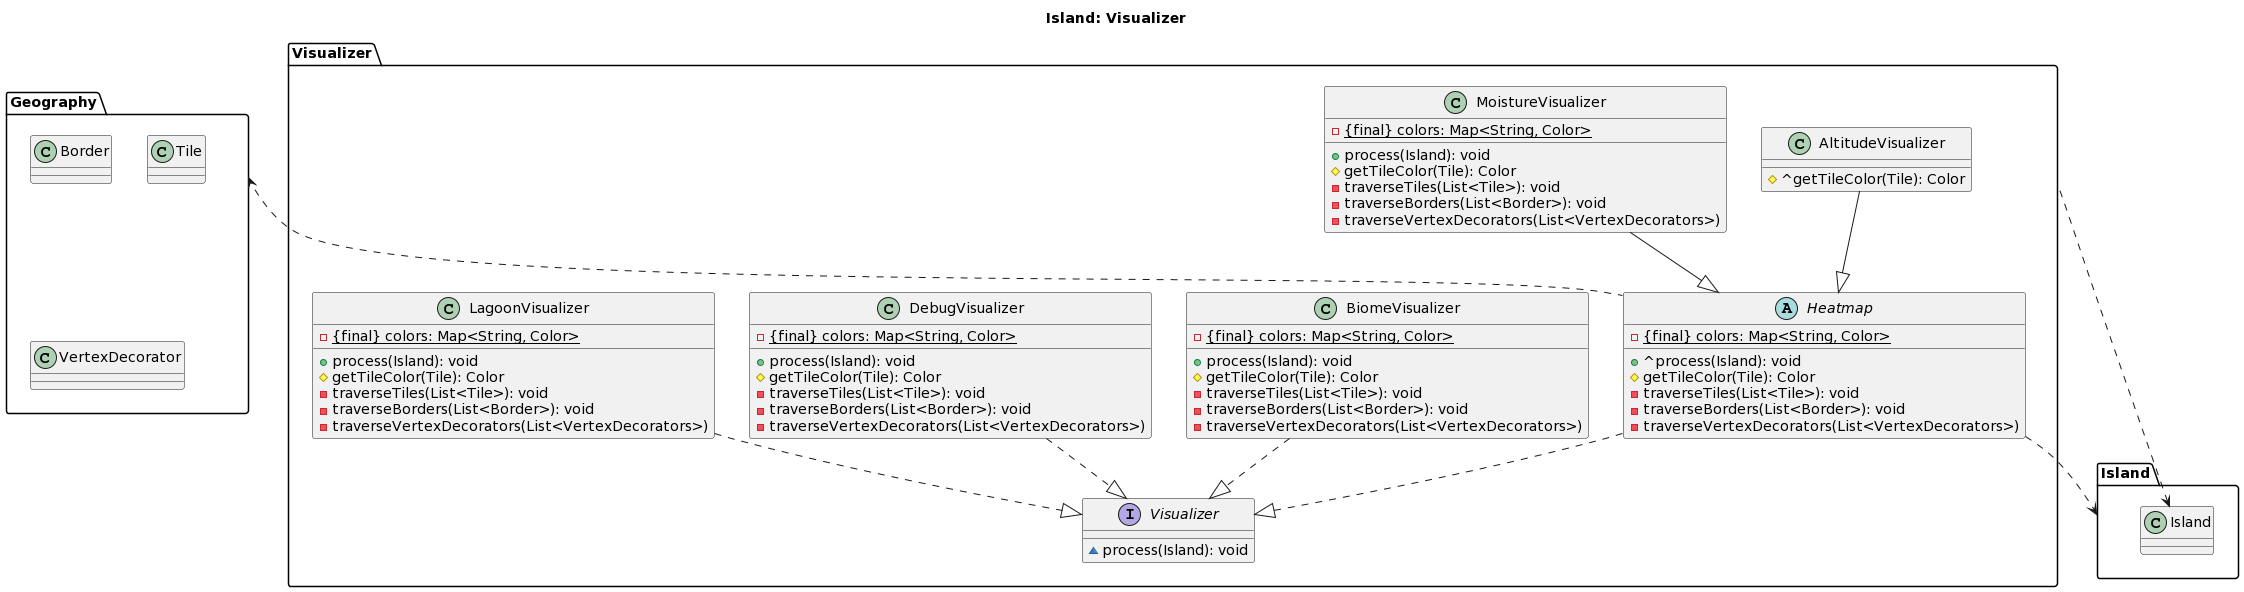 Island: Visualizer
Visualizer
Geography
C Border
C Tile
C VertexDecorator
C MoistureVisualizer
{final} colors: Map<String, Color>
process(Island): void
getTileColor(Tile): Color
traverseTiles(List<Tile>): void
traverseBorders(List<Border>): void
traverseVertexDecorators(List<VertexDecorators>)
C AltitudeVisualizer
^getTileColor(Tile): Color
C LagoonVisualizer
{final} colors: Map<String, Color>
process(Island): void
getTileColor(Tile): Color
traverseTiles(List<Tile>): void
traverseBorders(List<Border>): void
traverseVertexDecorators(List<VertexDecorators>)
C DebugVisualizer
{final} colors: Map<String, Color>
process(Island): void
getTileColor(Tile): Color
traverseTiles(List<Tile>): void
traverseBorders(List<Border>): void
traverseVertexDecorators(List<VertexDecorators>)
C BiomeVisualizer
{final} colors: Map<String, Color>
process(Island): void
getTileColor(Tile): Color
traverseTiles(List<Tile>): void
traverseBorders(List<Border>): void
traverseVertexDecorators(List<VertexDecorators>)
A Heatmap
{final} colors: Map<String, Color>
^process(Island): void
getTileColor(Tile): Color
traverseTiles(List<Tile>): void
traverseBorders(List<Border>): void
traverseVertexDecorators(List<VertexDecorators>)
I Visualizer
process(Island): void
Island
C Island